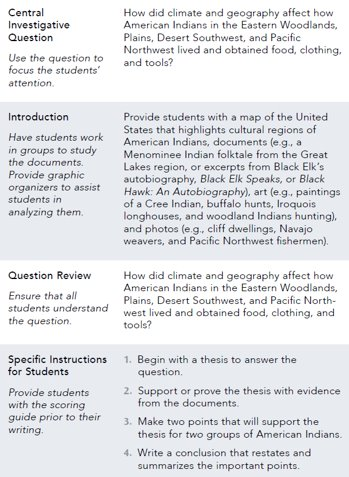 Central
Investigative
Question
Use the question to
focus the students'
attention.
How did climate and geography affect how
American Indians in the Eastern Woodlands,
Plains, Desert Southwest, and Pacific
Northwest lived and obtained food, clothing,
and tools?
Introduction
Have students work
in groups to study
the documents.
Provide graphic
organizers to assist
students in
analyzing them.
Provide students with a map of the United
States that highlights cultural regions of
American Indians, documents (e.g., a
Menominee Indian folktale from the Great
Lakes region, or excerpts from Black Elk's
autobiography, Black Elk Speaks, or Black
Hawk: An Autobiography), art (e.g., paintings
of a Cree Indian, buffalo hunts, Iroquois
longhouses, and woodland Indians hunting),
and photos (e.g., cliff dwellings, Navajo
weavers, and Pacific Northwest fishermen).
Question Review
Ensure that all
students understand
the question.
How did climate and geography affect how
American Indians in the Eastern Woodlands,
Plains, Desert Southwest, and Pacific North-
west lived and obtained food, clothing, and
tools?
Specific Instructions
for Students
Provide students
with the scoring
guide prior to their
writing.
1. Begin with a thesis to answer the
question.
2. Support or prove the thesis with evidence
from the documents.
3. Make two points that will support the
thesis for two groups of American Indians.
4. Write a conclusion that restates and
summarizes the important points.